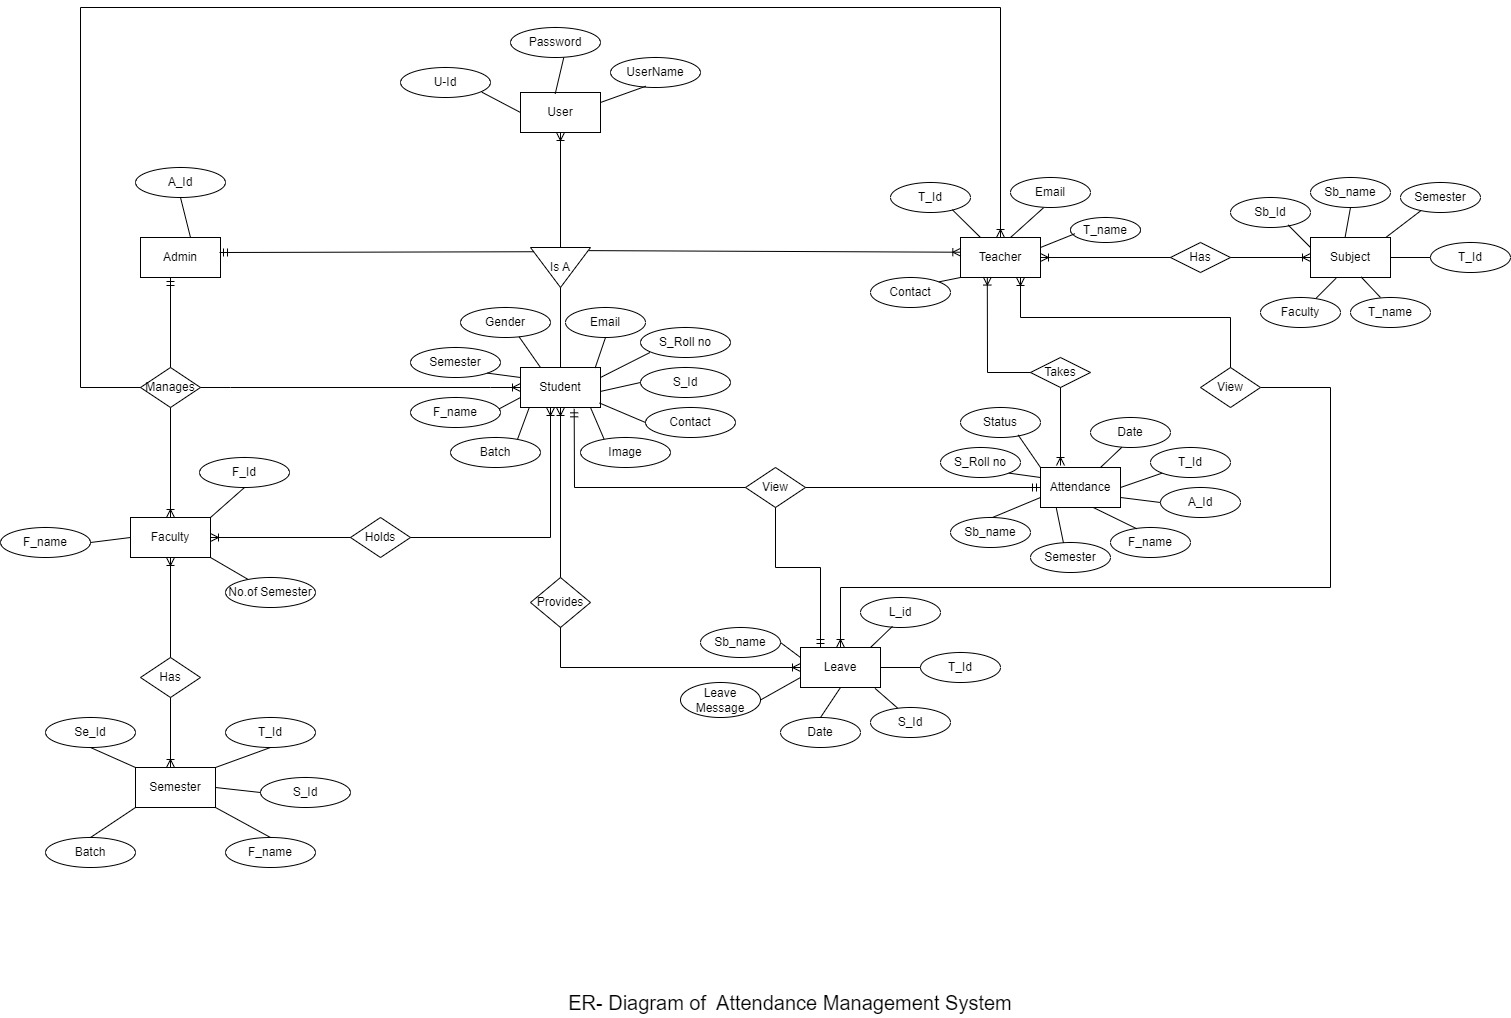 Password
UserName
U-Id
User
A_Id
Admin
Is A
T_Id
Email
T_name
Teacher
Contact
Has
Sb_Id
Sb_name
Semester
Subject
T_Id
Faculty
T_name
Gender
Email
S_Roll no
Semester
Student
S_Id
F_name
Contact
Batch
Image
Manages
Takes
View
Status
Date
S_Roll no
T_Id
Attendance
A_Id
Sb_name
F_name
Semester
View
F_Id
Faculty
F_name
Holds
No.of Semester
Provides
L_id
Sb_name
Leave
T_Id
Leave
Message
Date
S_Id
Has
Se_Id
T_Id
Semester
S_Id
Batch
F_name
ER- Diagram of  Attendance Management System